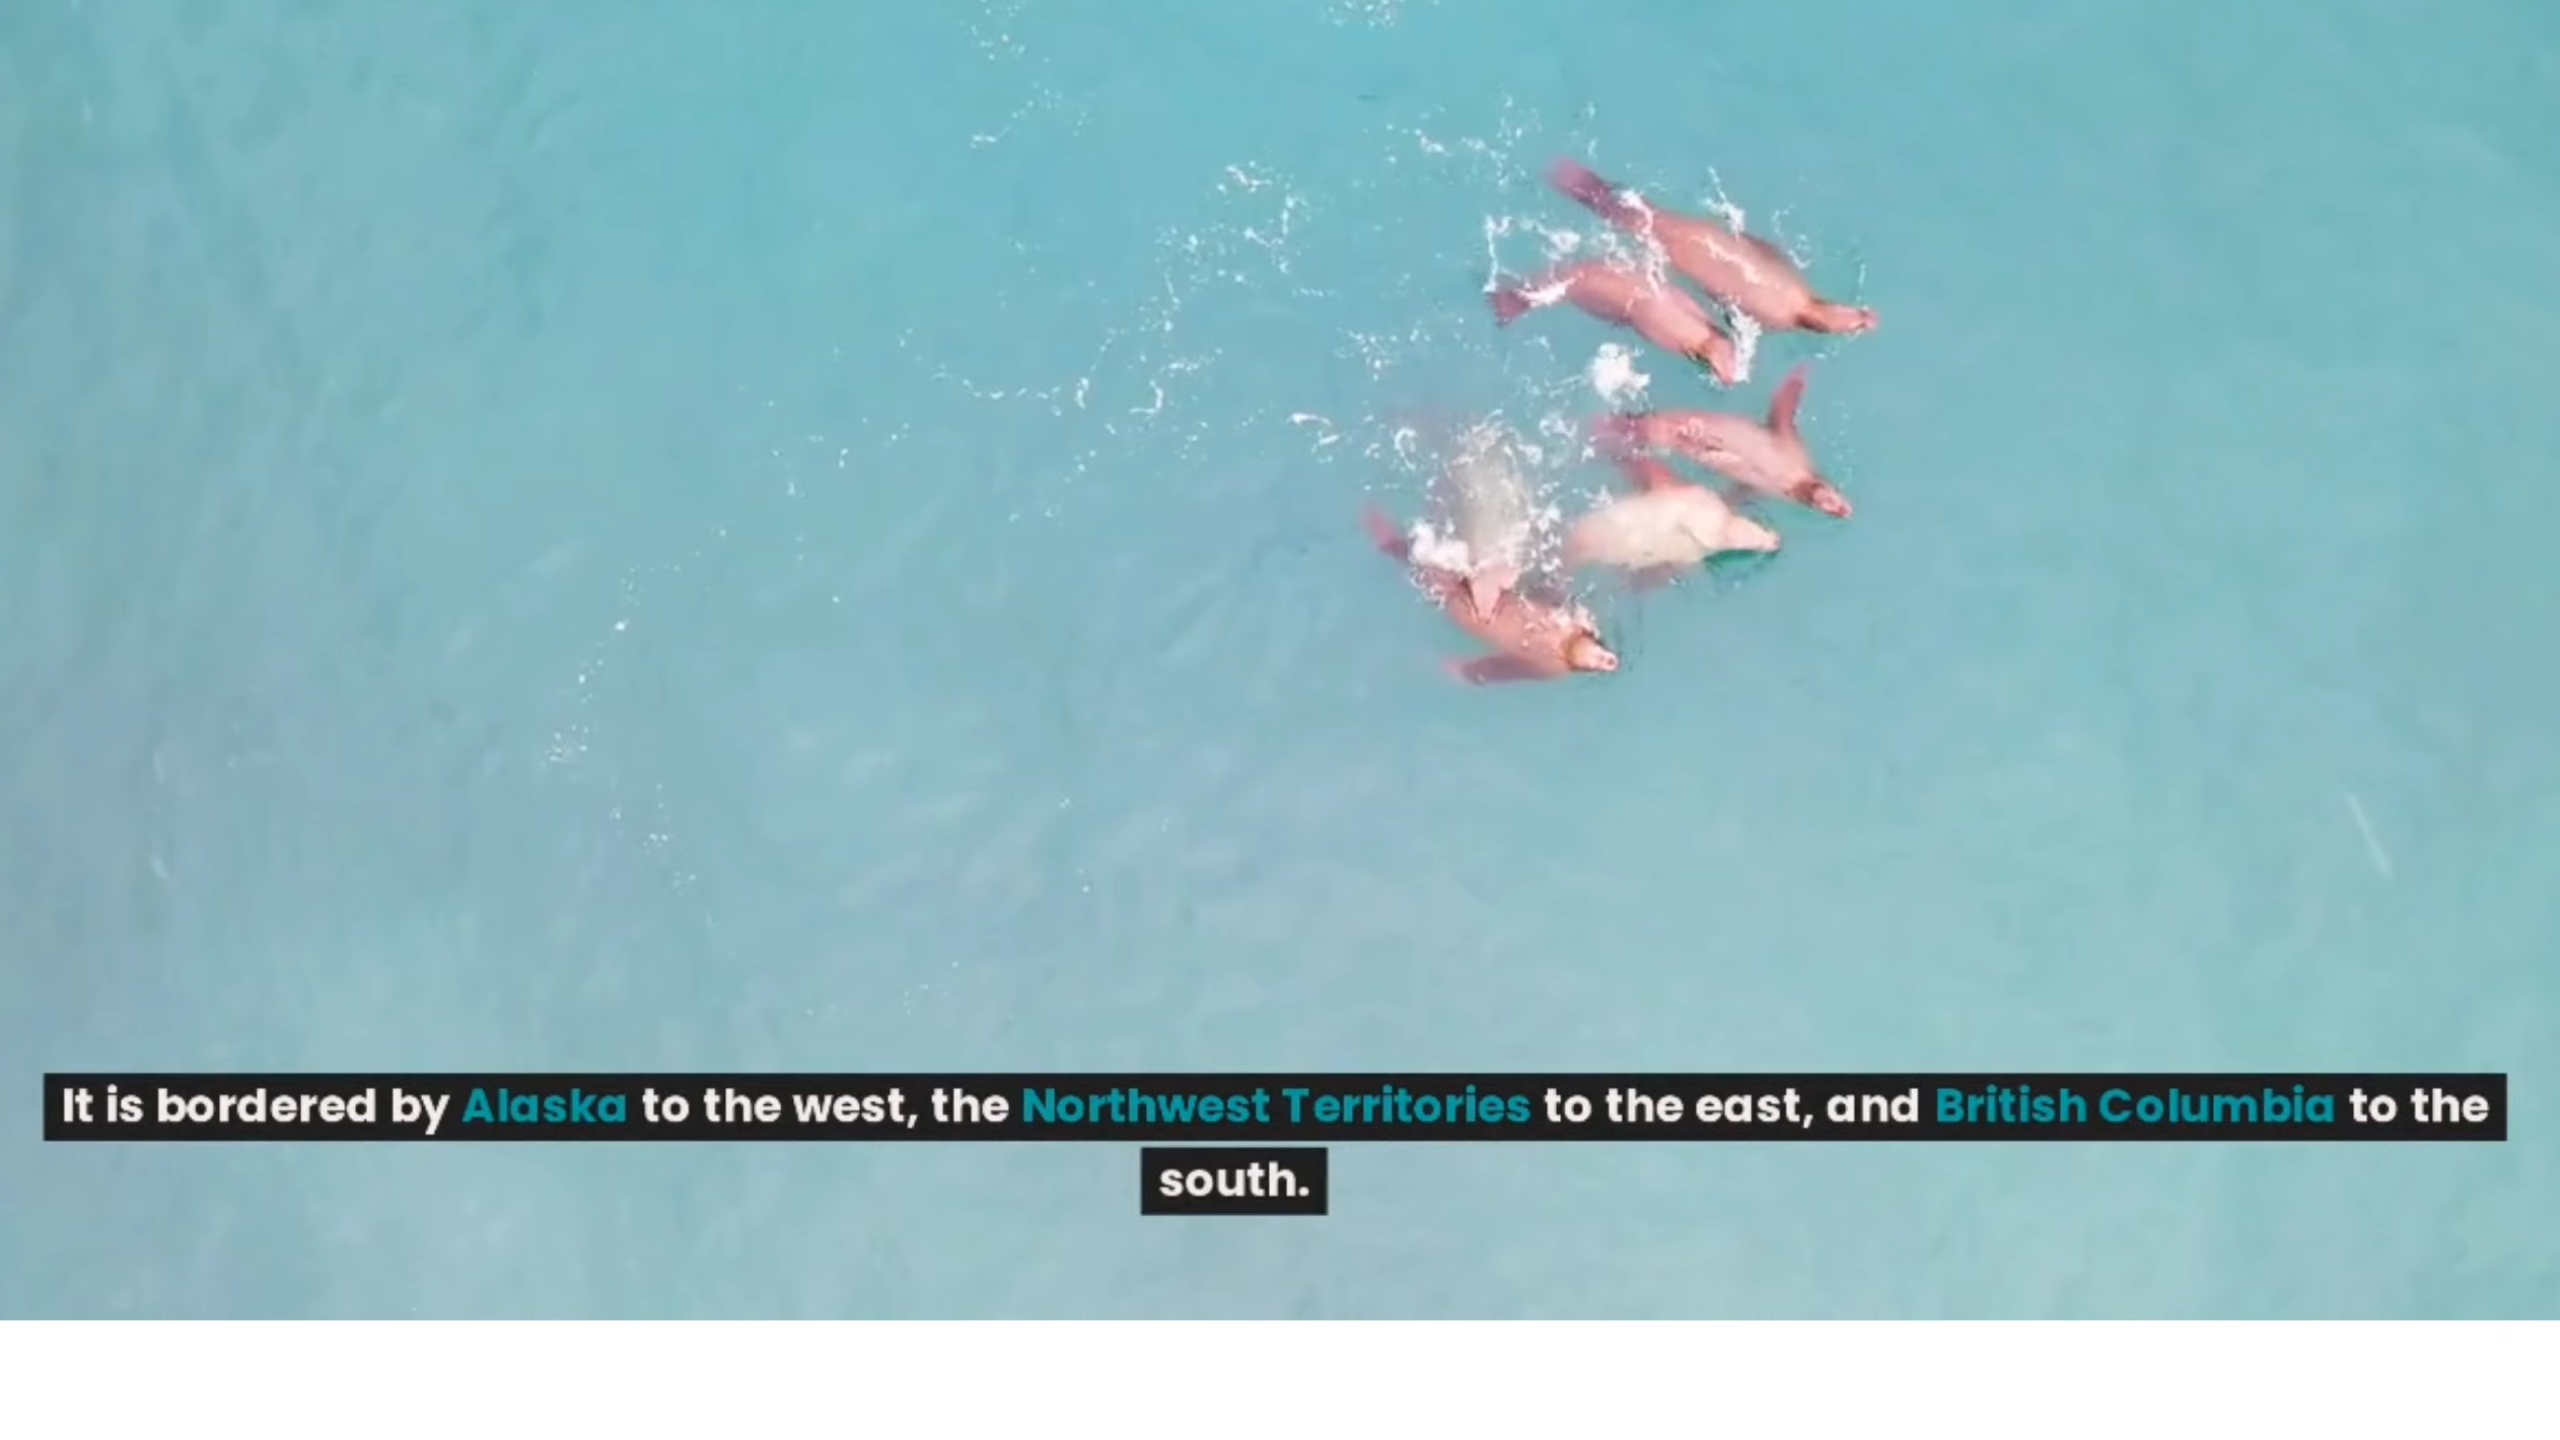 It is bordered by Alaska to the west, the Northwest Territories to the east, and British Columbia to the
south.